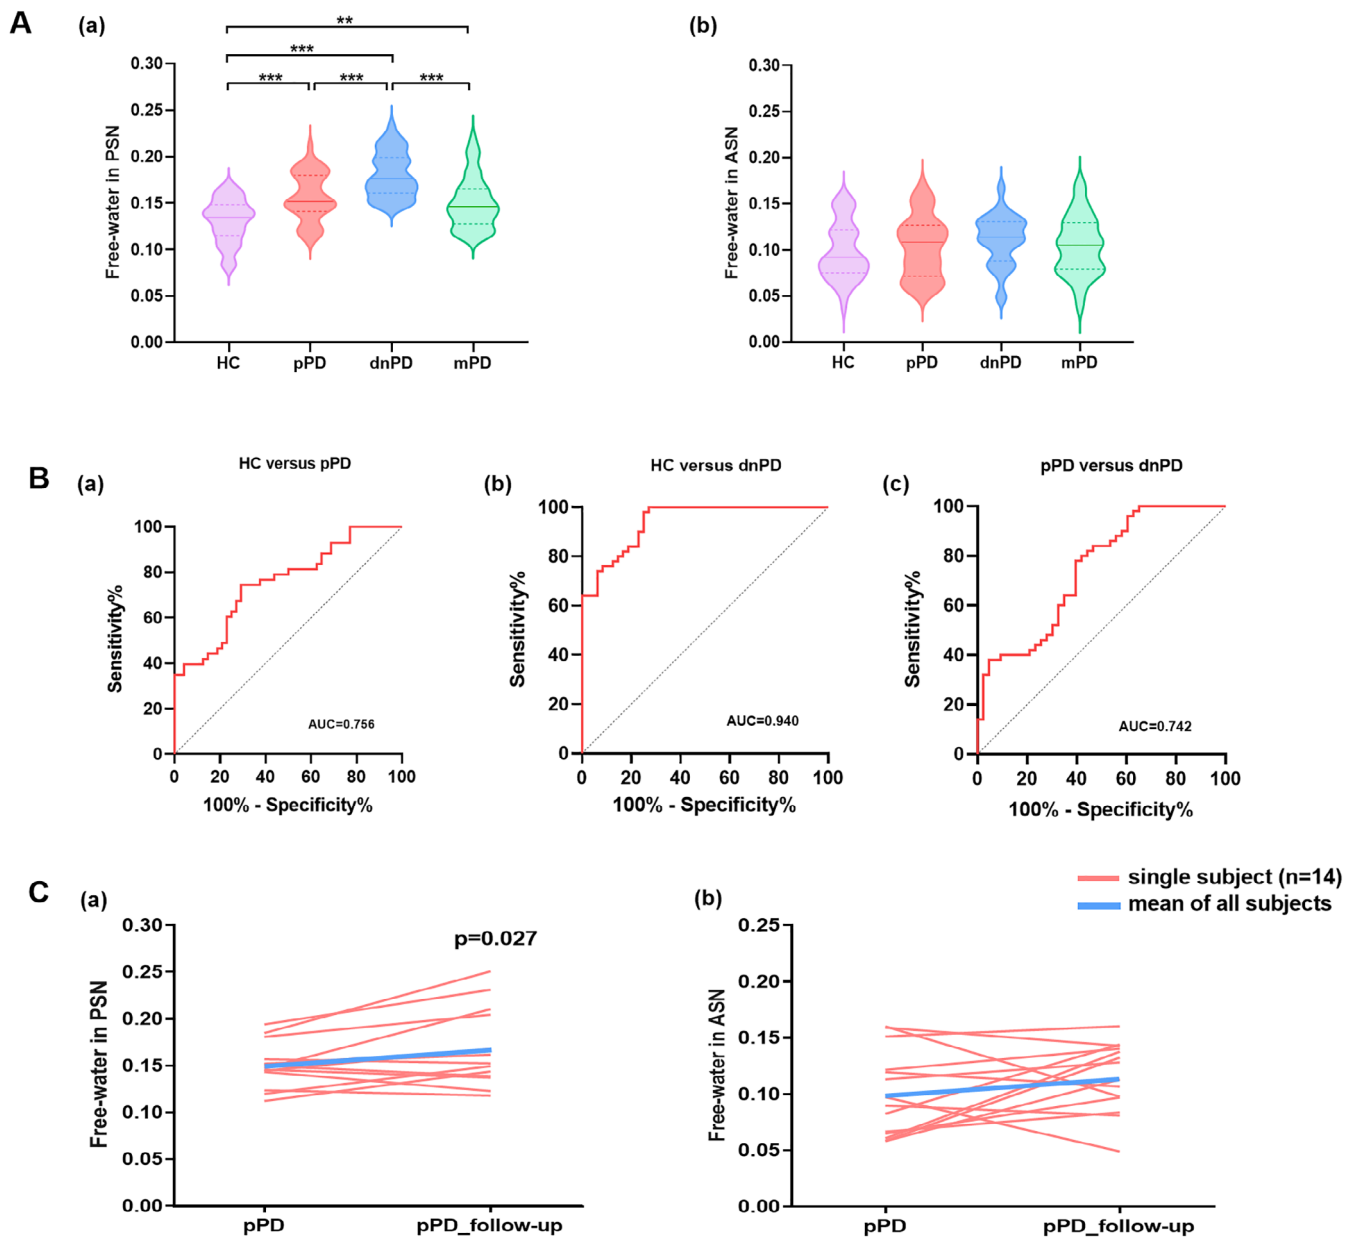 A
(a)
**
***
***
***
***
0.30
0.25
0.20
0.15
0.10
0.05
0.00
Free-water in PSN
HC
pPD
dnPD
mPD
(b)
0.30
0.25
0.20
0.15
0.10
0.05
0.00
Free-water in ASN
HC
pPD
dnPD
mPD
B
(a)
HC versus pPD
100
80
60
40
20
0
Sensitivity%
AUC=0.756
0
20
40
60
80
100
100% - Specificity%
(b)
HC versus dnPD
100
80
60
40
20
0
Sensitivity%
AUC=0.940
0
20
40
60
80
100
100% - Specificity%
(c)
pPD versus dnPD
100
80
60
40
20
0
Sensitivity%
AUC=0.742
0
20
40
60
80
100
100% - Specificity%
C
(a)
0.30
0.25
0.20
0.15
0.10
0.05
0.00
Free-water in PSN
p=0.027
pPD
pPD_follow-up
(b)
single subject (n=14)
mean of all subjects
0.25
0.20
0.15
0.10
0.05
0.00
Free-water in ASN
pPD
pPD_follow-up